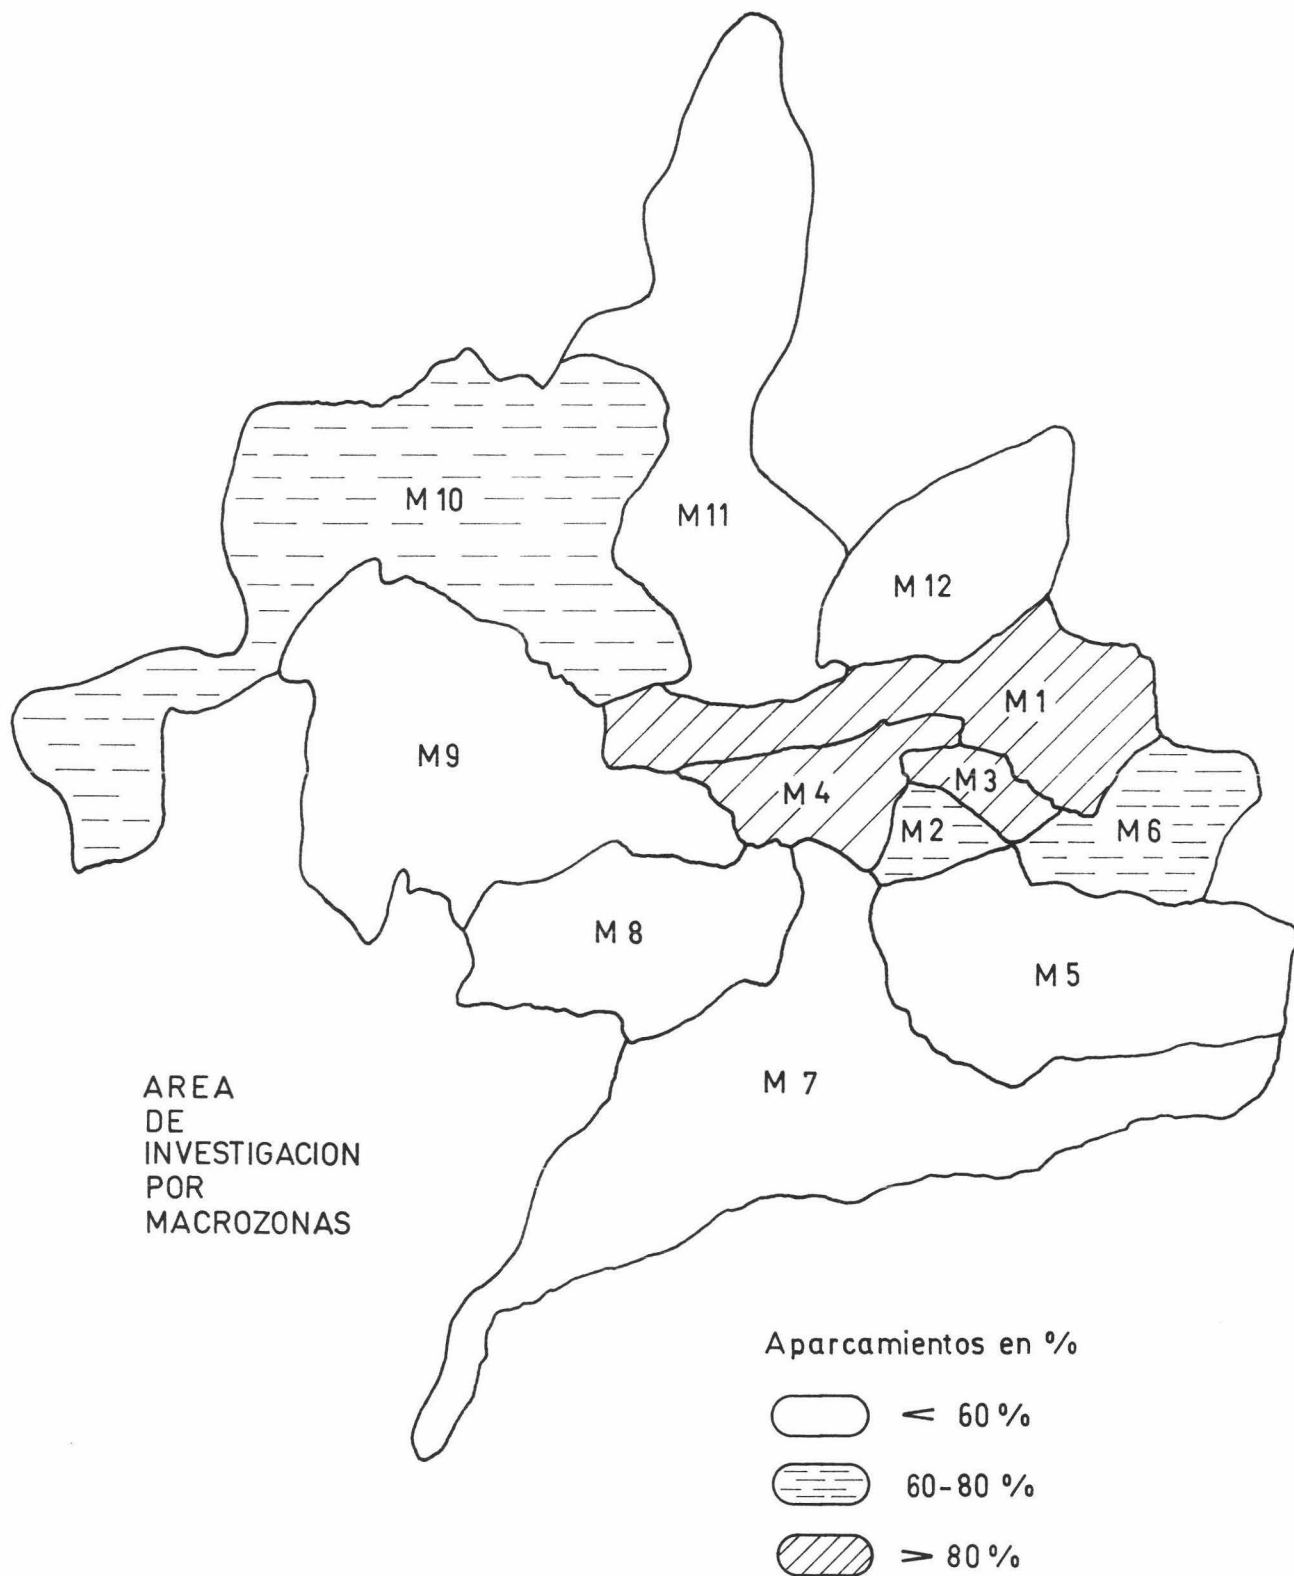 M 10
M 11
M 12
M 1
M 9
M 3
M 4
M 2
M 6
M 8
M 5
M 7
AREA
DE
INVESTIGACION
POR
MACROZONAS
Aparcamientos en %
< 60 %
60-80 %
> 80 %